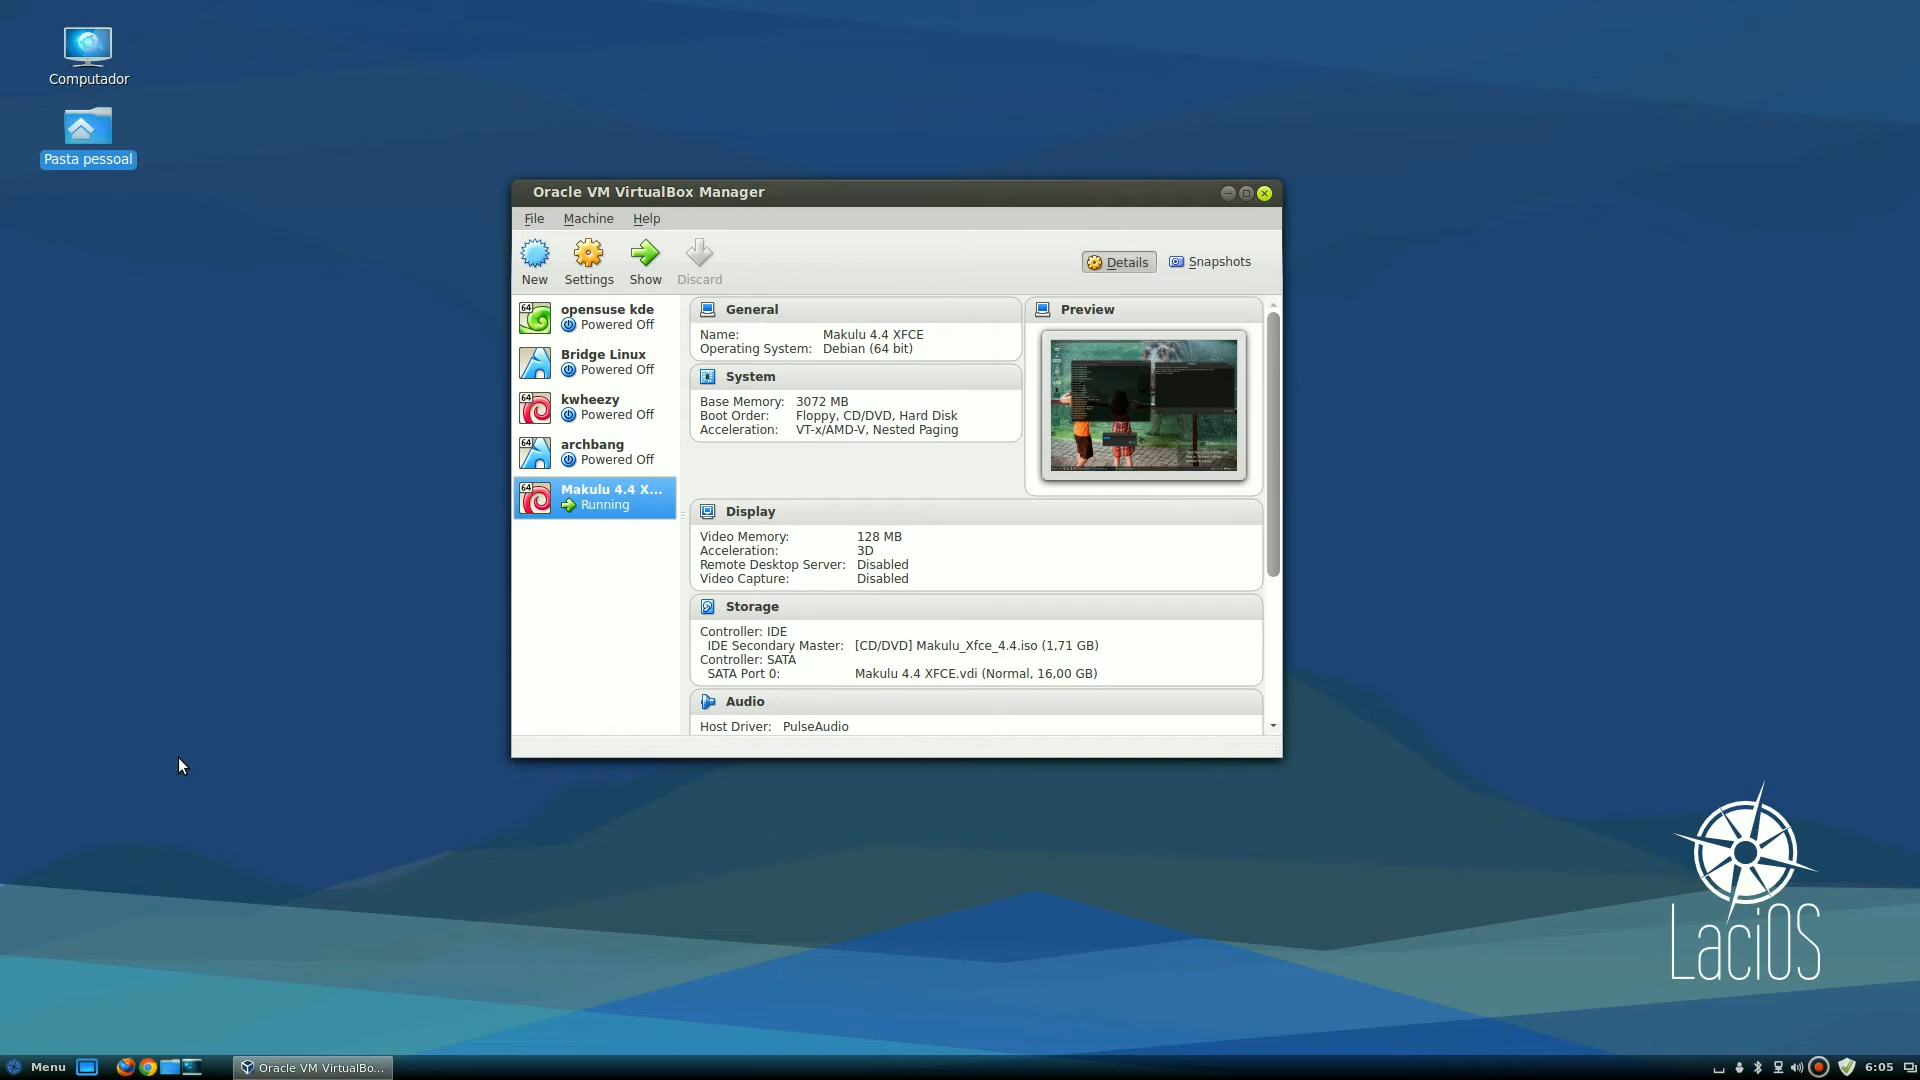 Computador
Pasta pessoal
Oracle VM VirtualBox Manager
File Machine Help
New Settings Show Discard
Details Snapshots
64 opensuse kde
Powered Off
64 Bridge Linux
Powered Off
64 kwheezy
Powered Off
64 archbang
Powered Off
64 Makulu 4.4 X...
Running
General
Name: Makulu 4.4 XFCE
Operating System: Debian (64 bit)
System
Base Memory: 3072 MB
Boot Order: Floppy, CD/DVD, Hard Disk
Acceleration: VT-x/AMD-V, Nested Paging
Preview
Display
Video Memory: 128 MB
Acceleration: 3D
Remote Desktop Server: Disabled
Video Capture: Disabled
Storage
Controller: IDE
IDE Secondary Master: [CD/DVD] Makulu_Xfce_4.4.iso (1,71 GB)
Controller: SATA
SATA Port 0: Makulu 4.4 XFCE.vdi (Normal, 16,00 GB)
Audio
Host Driver: PulseAudio
LaciOS
Menu
Oracle VM VirtualBo...
6:05